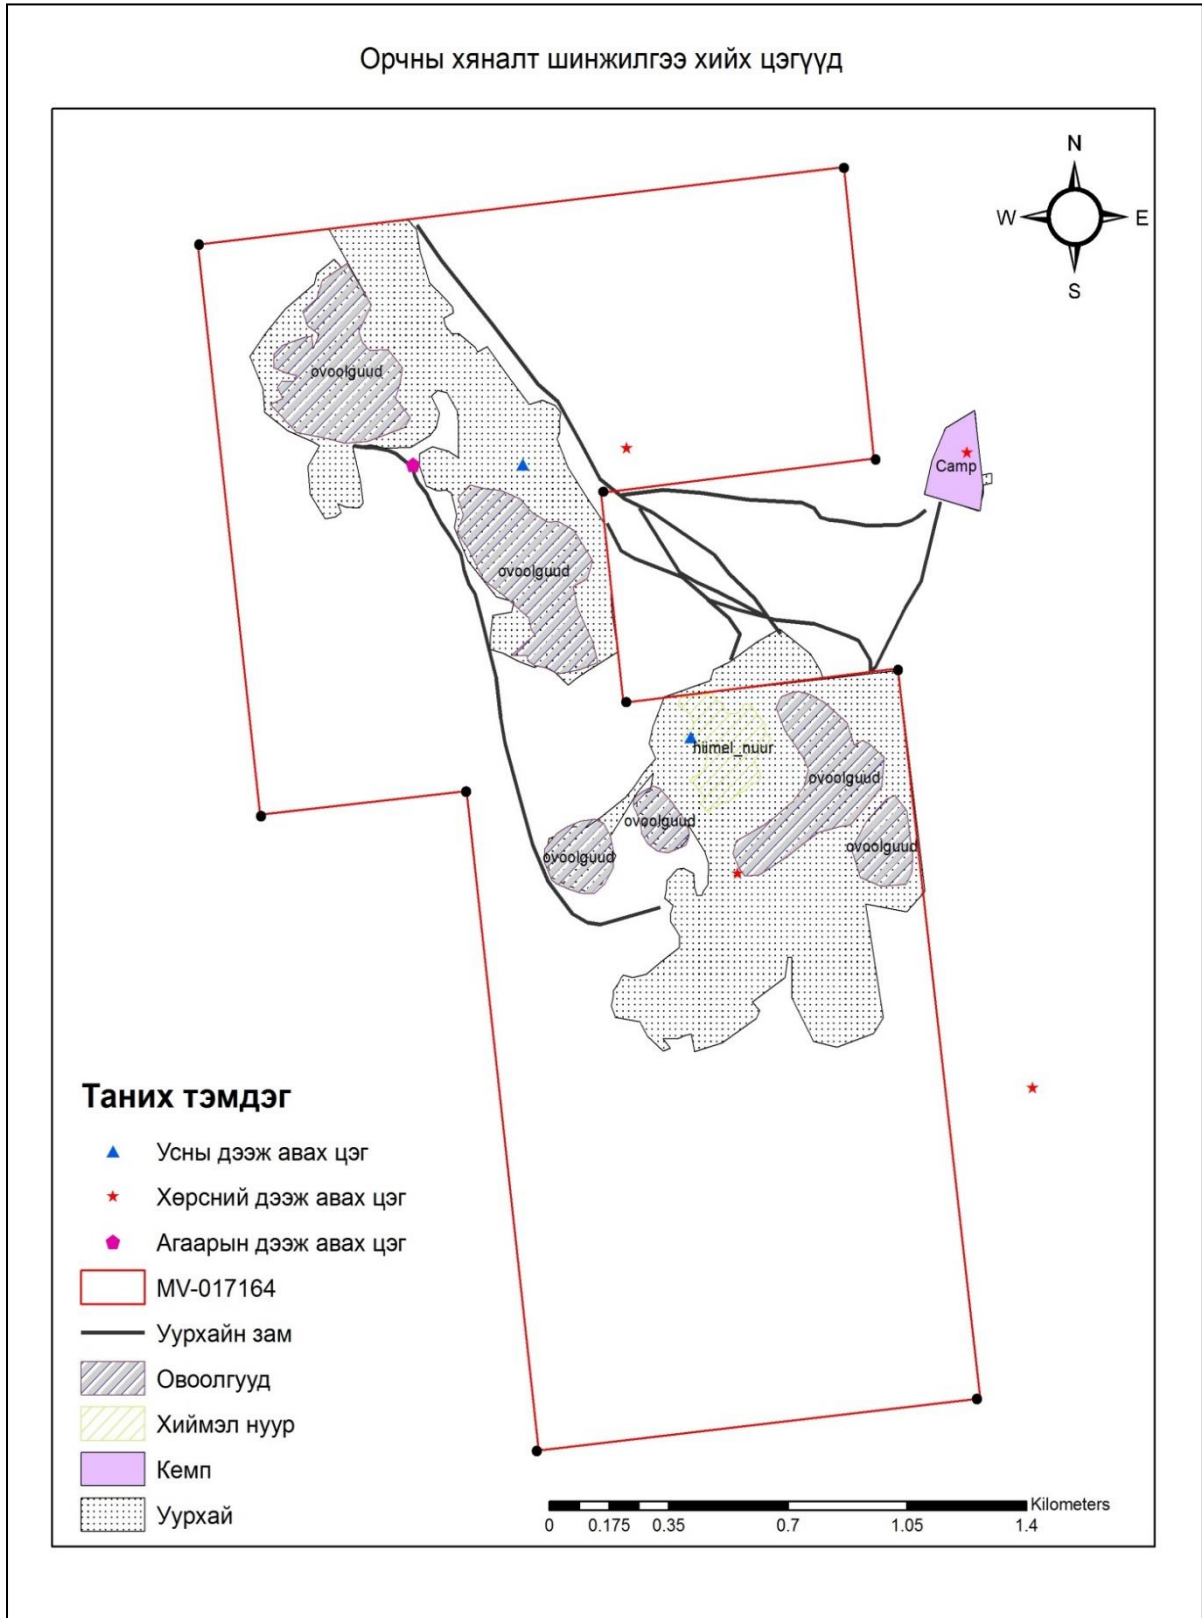 Орчны хяналт шинжилгээ хийх цэгүүд
N
W E
S
ovoolguud
Camp
ovoolguud
hiimel_nuur
ovoolguud
ovoolguud
ovoolguud
ovoolguud
Таних тэмдэг
Усны дээж авах цэг
Хөрсний дээж авах цэг
Агаарын дээж авах цэг
MV-017164
Уурхайн зам
Овоолгууд
Хиймэл нуур
Кемп
Уурхай
Kilometers
0 0.175 0.35 0.7 1.05 1.4